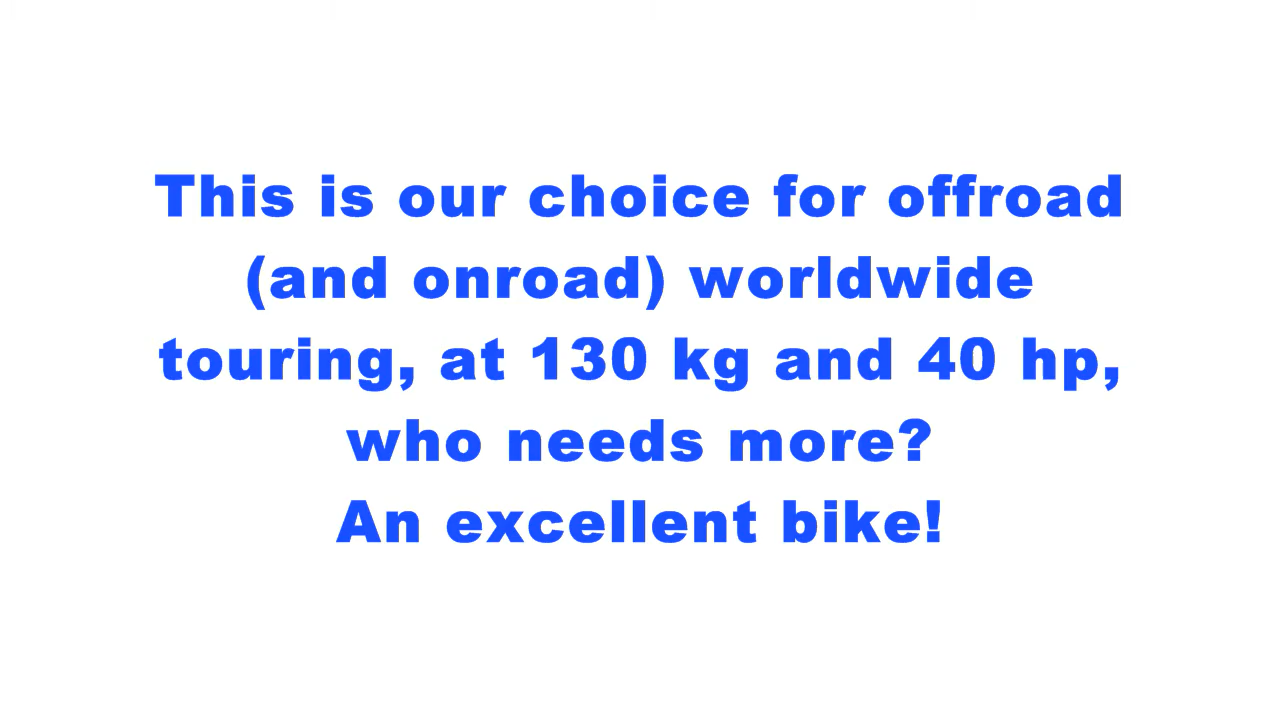 This is our choice for offroad
(and onroad) worldwide
touring, at 130 kg and 40 hp,
who needs more?
An excellent bike!